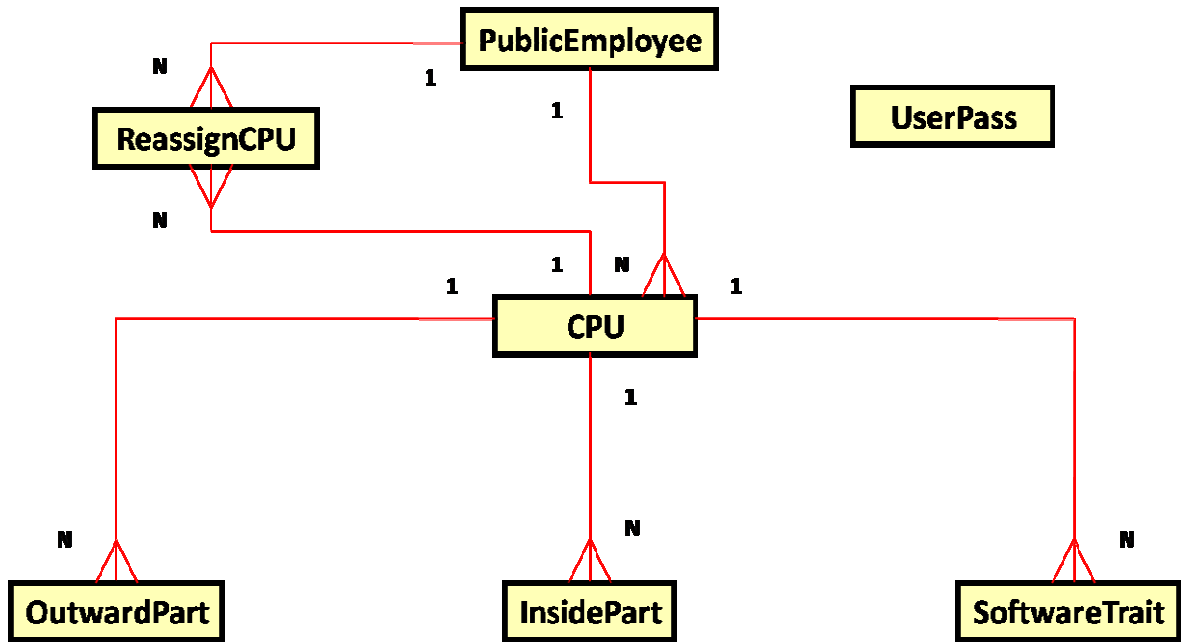 PublicEmployee
N
1
1
UserPass
ReassignCPU
N
1
N
1
1
CPU
1
N
N
N
OutwardPart
InsidePart
SoftwareTrait